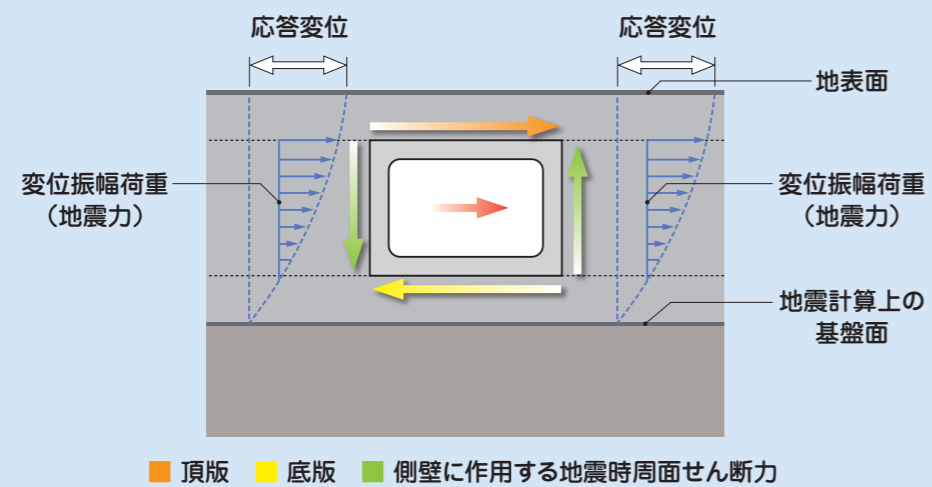 応答変位
応答変位
地表面
変位振幅荷重
（地震力）
変位振幅荷重
（地震力）
地震計算上の
基盤面
頂版 底版 側壁に作用する地震時周面せん断力